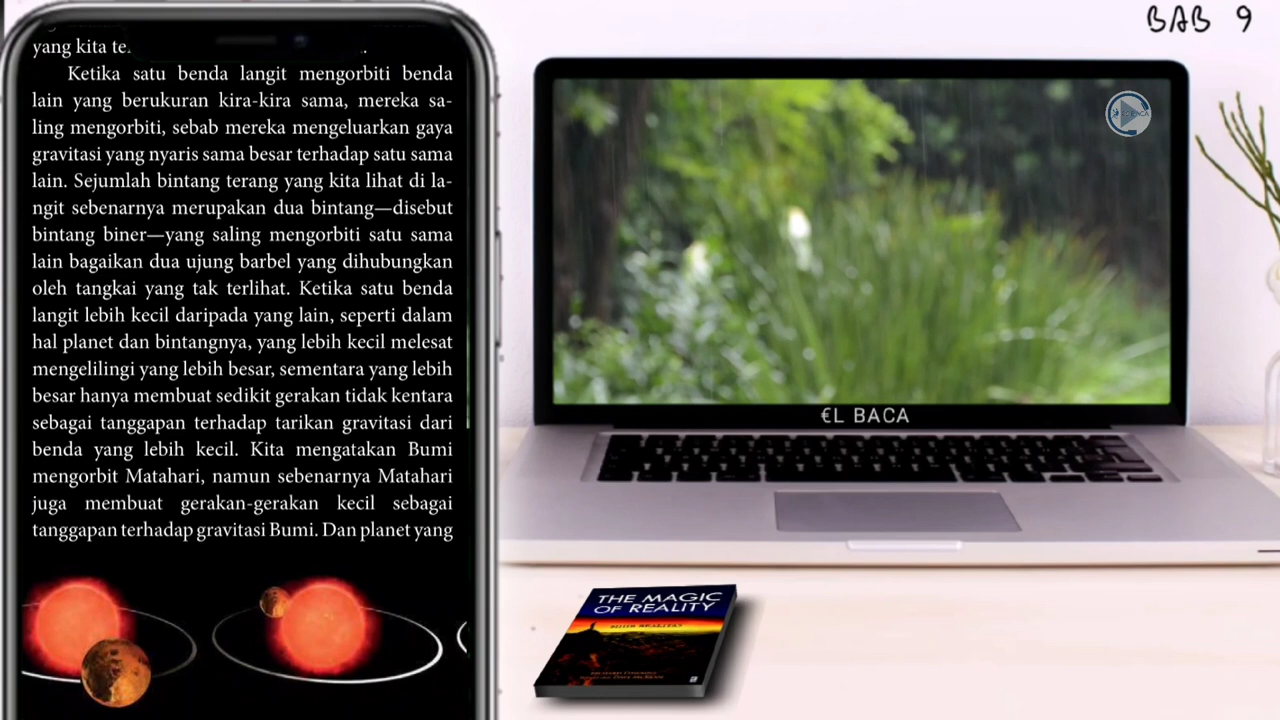 yang kita te
Ketika satu benda langit mengorbiti benda
lain yang berukuran kira-kira sama, mereka sa-
ling mengorbiti, sebab mereka mengeluarkan gaya
gravitasi yang nyaris sama besar terhadap satu sama
lain. Sejumlah bintang terang yang kita lihat di la-
ngit sebenarnya merupakan dua bintang—disebut
bintang biner—yang saling mengorbiti satu sama
lain bagaikan dua ujung barbel yang dihubungkan
oleh tangkai yang tak terlihat. Ketika satu benda
langit lebih kecil daripada yang lain, seperti dalam
hal planet dan bintangnya, yang lebih kecil melesat
mengelilingi yang lebih besar, sementara yang lebih
besar hanya membuat sedikit gerakan tidak kentara
sebagai tanggapan terhadap tarikan gravitasi dari
benda yang lebih kecil. Kita mengatakan Bumi
mengorbit Matahari, namun sebenarnya Matahari
juga membuat gerakan-gerakan kecil sebagai
tanggapan terhadap gravitasi Bumi. Dan planet yang
BAB 9
€L BACA
THE MAGIC
OF REALITY